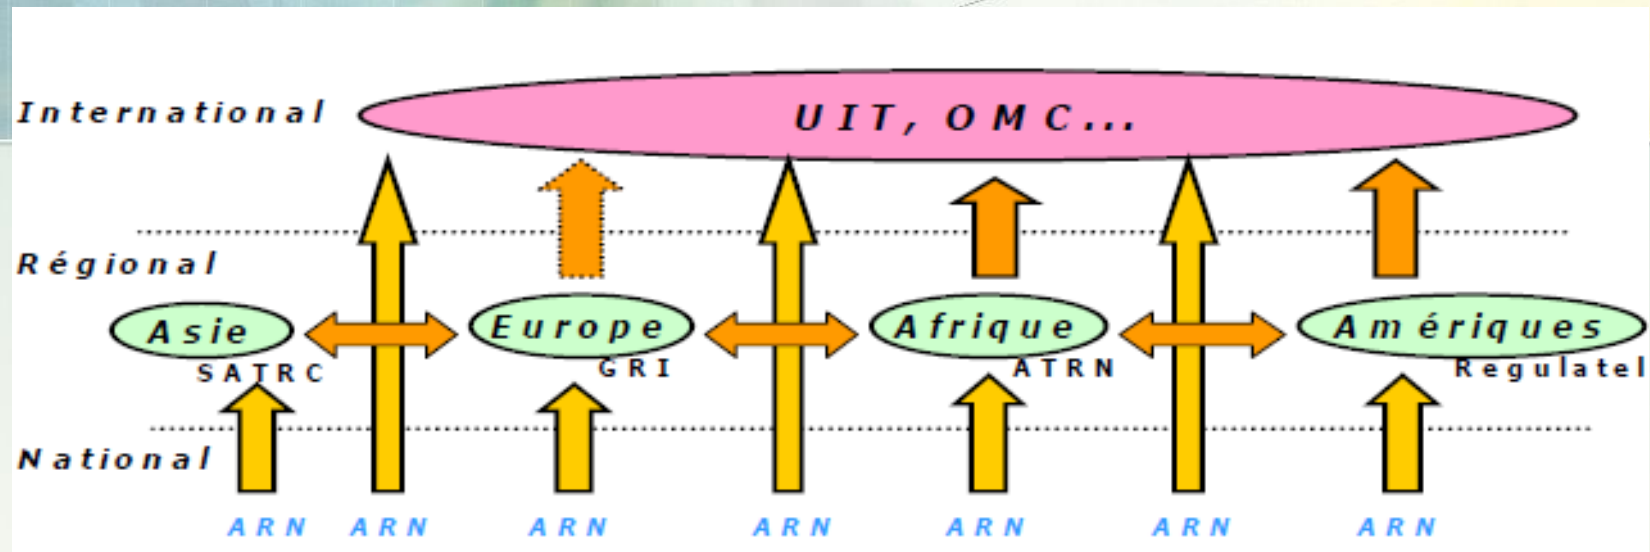 International
UIT, OMC...
Régional
Asie
Europe
Afrique
Amériques
SATRC
GRI
ATRN
Regulatel
National
ARN ARN ARN ARN ARN ARN ARN